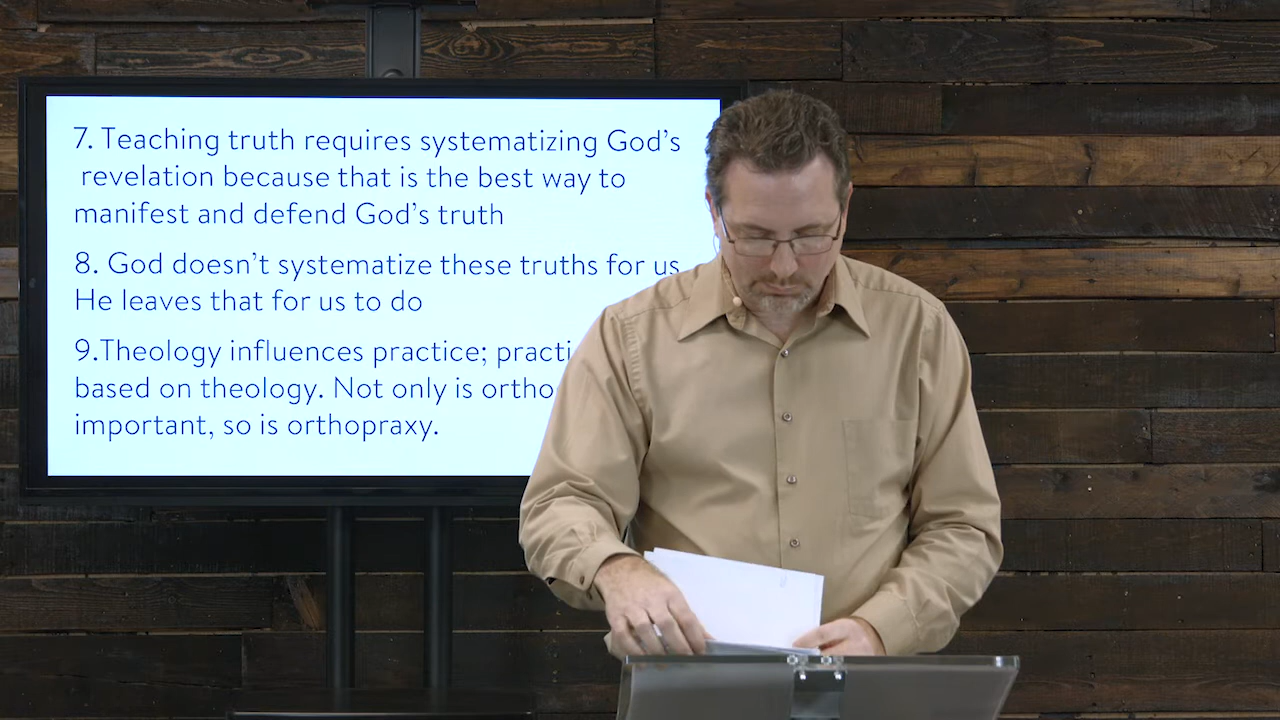 7. Teaching truth requires systematizing God's
revelation because that is the best way to
manifest and defend God's truth
8. God doesn't systematize these truths for us
He leaves that for us to do
9.Theology influences practice;
based on theology. Not only is
important, so is orthopraxy.